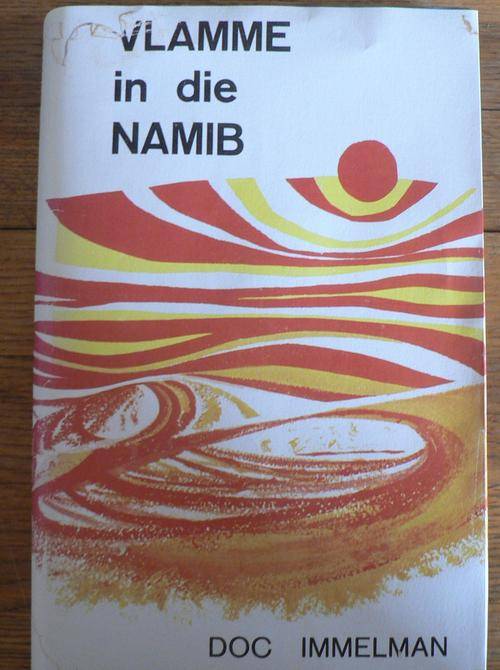 VLAMME
in die
NAMIB
DOC IMMELMAN